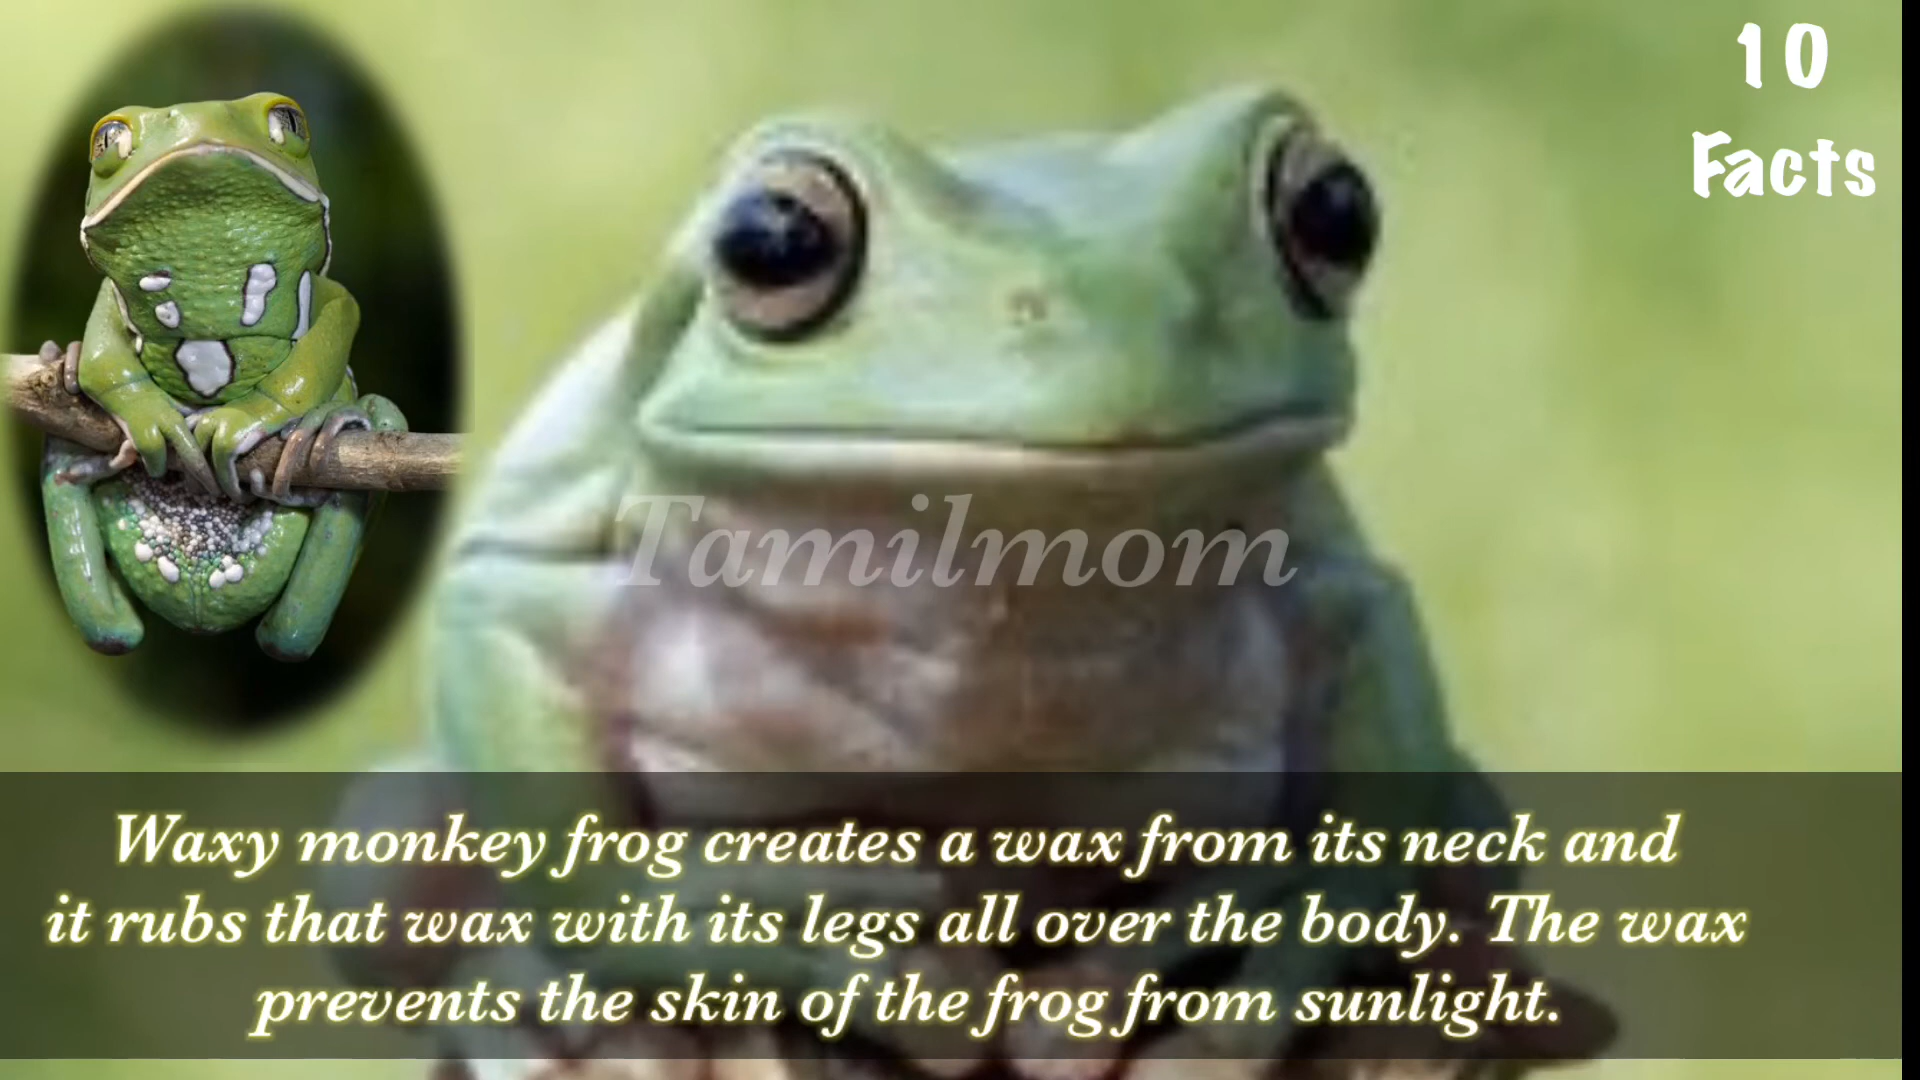 10
Facts
Tamilmom
Waxy monkey frog creates a wax from its neck and
it rubs that wax with its legs all over the body. The wax
prevents the skin of the frog from sunlight.